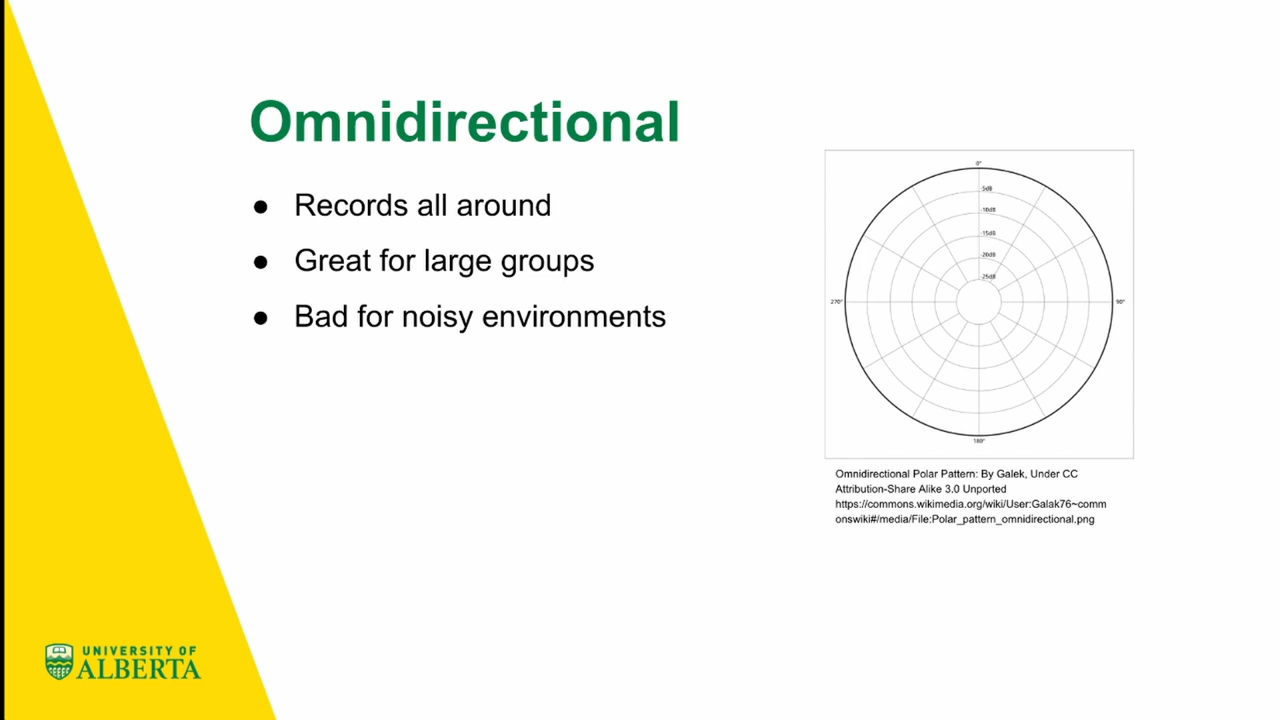 Omnidirectional
● Records all around
● Great for large groups
● Bad for noisy environments
0°
-5dB
-10dB
-15dB
-20dB
-25dB
270°
90°
180°
Omnidirectional Polar Pattern: By Galek, Under CC
Attribution-Share Alike 3.0 Unported
https://commons.wikimedia.org/wiki/User:Galak76~comm
onswiki#/media/File:Polar_pattern_omnidirectional.png
UNIVERSITY OF
ALBERTA